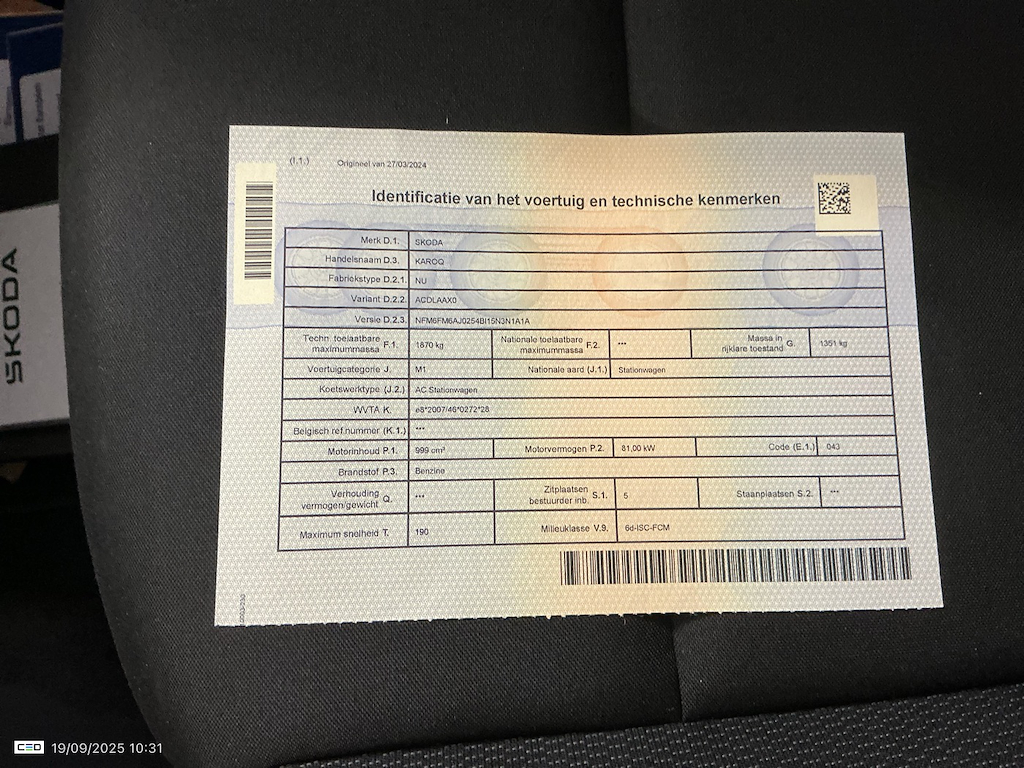 (I.1.) Origineel van 27/03/2024
Identificatie van het voertuig en technische kenmerken
Merk D.1. SKODA
Handelsnaam D.3. KAROQ
Fabriekstype D.2.1. NU
Variant D.2.2. ACDLAAX0
Versie D.2.3. NFM6FM6AJ0254BI15N3N1A1A
Techn. toelaatbare maximummassa F.1. 1870 kg Nationale toelaatbare maximummassa F.2. *** Massa in rijklare toestand G. 1351 kg
Voertuigcategorie J. M1 Nationale aard (J.1.) Stationwagen
Koetswerktype (J.2.) AC Stationwagen
WVTA K. e8*2007/46*0272*28
Belgisch ref.nummer (K.1.) ***
Motorinhoud P.1. 999 cm³ Motorvermogen P.2. 81,00 kW Code (E.1.) 043
Brandstof P.3. Benzine
Verhouding vermogen/gewicht Q. *** Zitplaatsen bestuurder inb. S.1. 5 Staanplaatsen S.2. ***
Maximum snelheid T. 190 Milieuklasse V.9. 6d-ISC-FCM
ŠKODA
CED 19/09/2025 10:31